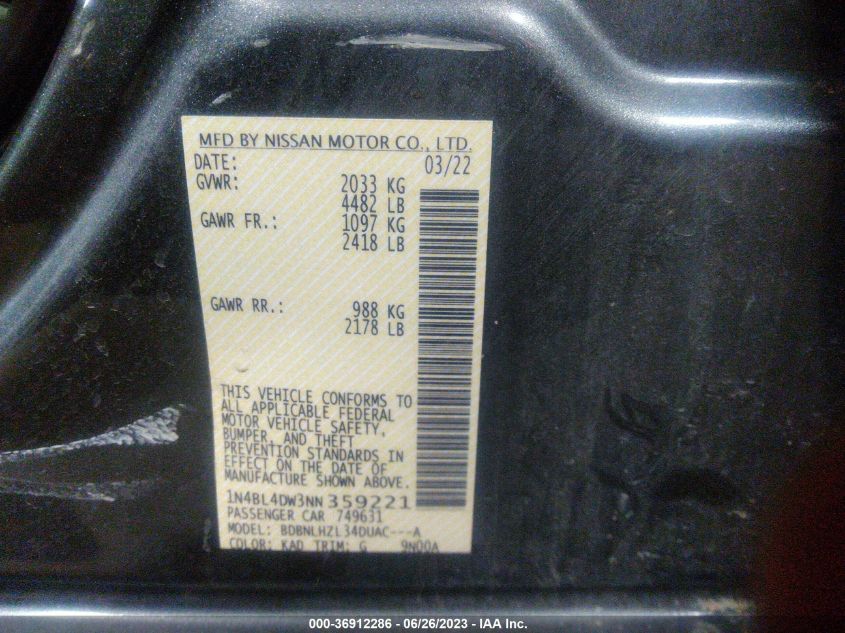 MFD BY NISSAN MOTOR CO., LTD.
DATE: 03/22
GVWR: 2033 KG
4482 LB
GAWR FR.: 1097 KG
2418 LB
GAWR RR.: 988 KG
2178 LB
THIS VEHICLE CONFORMS TO
ALL APPLICABLE FEDERAL
MOTOR VEHICLE SAFETY,
BUMPER, AND THEFT
PREVENTION STANDARDS IN
EFFECT ON THE DATE OF
MANUFACTURE SHOWN ABOVE.
1N4BL4DW3NN359221
PASSENGER CAR 749631
MODEL: BDBNLHZL34DUAC---A
COLOR: KAD TRIM: G 9N00A
000-36912286 - 06/26/2023 - IAA Inc.